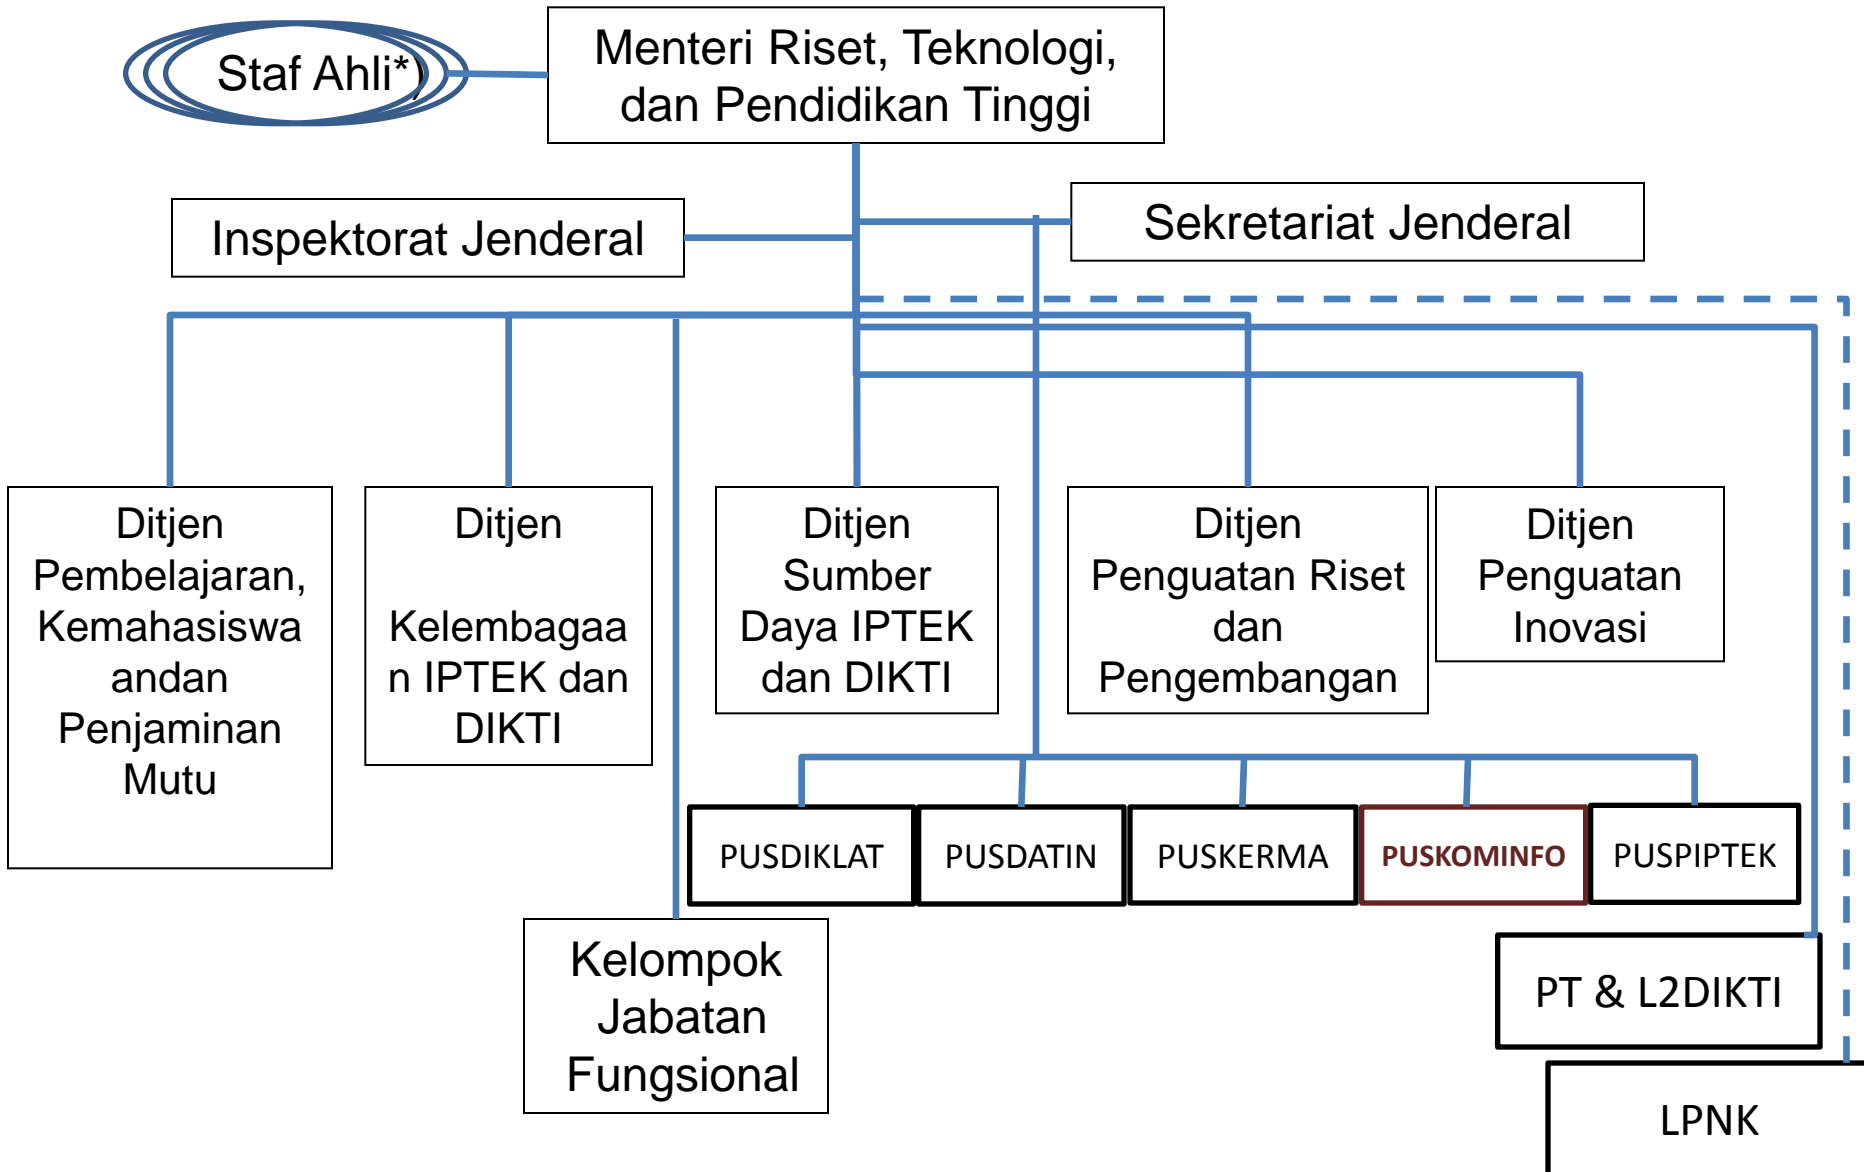 Staf Ahli*)
Menteri Riset, Teknologi,
dan Pendidikan Tinggi
Inspektorat Jenderal
Sekretariat Jenderal
Ditjen
Pembelajaran,
Kemahasiswa
andan
Penjaminan
Mutu
Ditjen
Kelembagaa
n IPTEK dan
DIKTI
Ditjen
Sumber
Daya IPTEK
dan DIKTI
Ditjen
Penguatan Riset
dan
Pengembangan
Ditjen
Penguatan
Inovasi
PUSDIKLAT
PUSDATIN
PUSKERMA
PUSKOMINFO
PUSPIPTEK
Kelompok
Jabatan
Fungsional
PT & L2DIKTI
LPNK